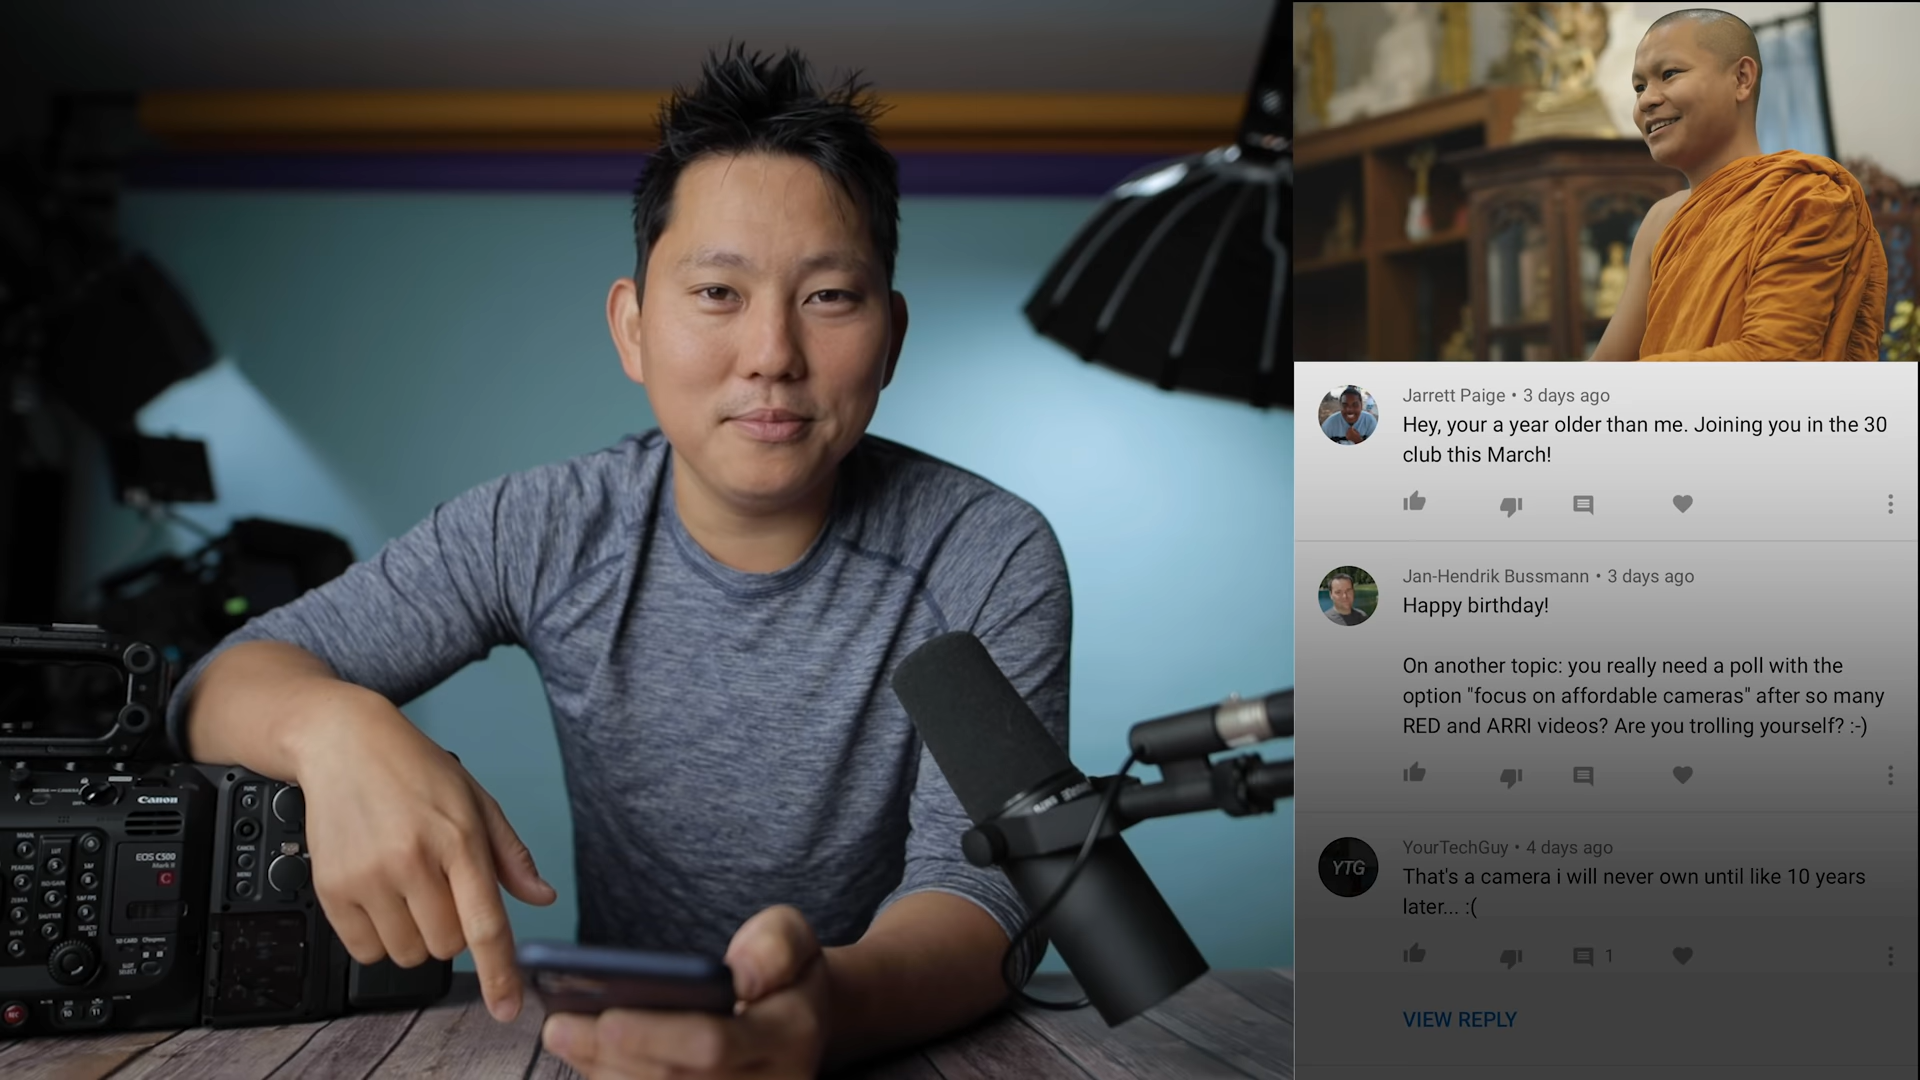 Jarrett Paige • 3 days ago
Hey, your a year older than me. Joining you in the 30
club this March!
Jan-Hendrik Bussmann • 3 days ago
Happy birthday!
On another topic: you really need a poll with the
option "focus on affordable cameras" after so many
RED and ARRI videos? Are you trolling yourself? :-)
YTG
YourTechGuy • 4 days ago
That's a camera i will never own until like 10 years
later... :(
1
VIEW REPLY
Canon
EOS C500
Mark II
C
REC